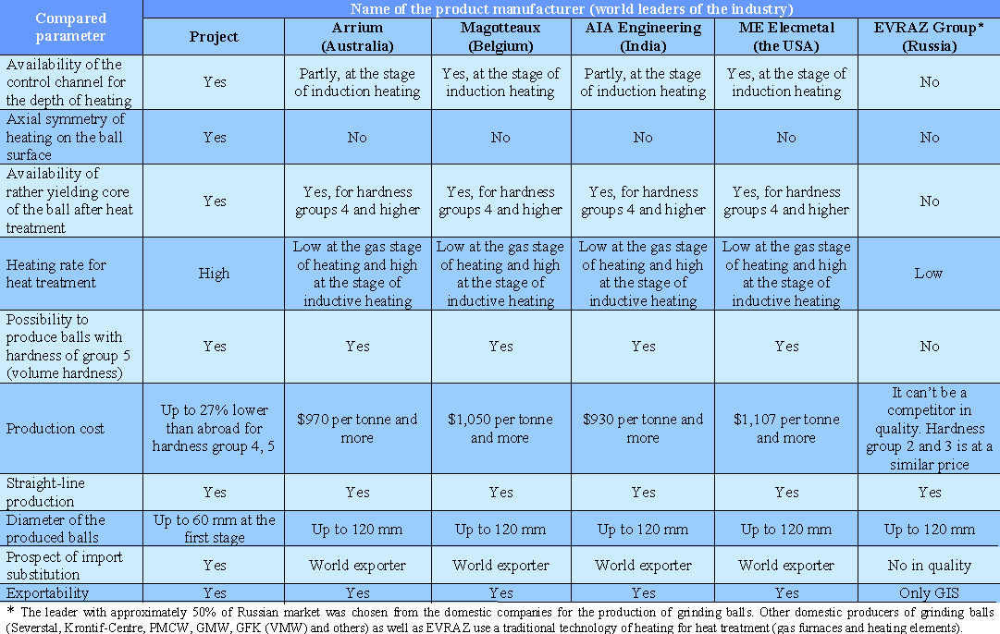 Compared
parameter
Name of the product manufacturer (world leaders of the industry)
Project
Arrium
(Australia)
Magotteaux
(Belgium)
AIA Engineering
(India)
ME Elecmetal
(the USA)
EVRAZ Group*
(Russia)
Availability of the
control channel for
the depth of heating
Yes
Partly, at the stage
of induction heating
Yes, at the stage of
induction heating
Partly, at the stage
of induction heating
Yes, at the stage of
induction heating
No
Axial symmetry of
heating on the ball
surface
Yes
No
No
No
No
No
Availability of
rather yielding core
of the ball after heat
treatment
Yes
Yes, for hardness
groups 4 and higher
Yes, for hardness
groups 4 and higher
Yes, for hardness
groups 4 and higher
Yes, for hardness
groups 4 and higher
No
Heating rate for
heat treatment
High
Low at the gas stage
of heating and high
at the stage of
inductive heating
Low at the gas stage
of heating and high
at the stage of
inductive heating
Low at the gas stage
of heating and high
at the stage of
inductive heating
Low at the gas stage
of heating and high
at the stage of
inductive heating
Low
Possibility to
produce balls with
hardness of group 5
(volume hardness)
Yes
Yes
Yes
Yes
Yes
No
Production cost
Up to 27% lower
than abroad for
hardness group 4, 5
$970 per tonne and
more
$1,050 per tonne
and more
$930 per tonne and
more
$1,107 per tonne
and more
It can't be a
competitor in
quality. Hardness
group 2 and 3 is at a
similar price
Straight-line
production
Yes
Yes
Yes
Yes
Yes
Yes
Diameter of the
produced balls
Up to 60 mm at the
first stage
Up to 120 mm
Up to 120 mm
Up to 120 mm
Up to 120 mm
Up to 120 mm
Prospect of import
substitution
Yes
World exporter
World exporter
World exporter
World exporter
No in quality
Exportability
Yes
Yes
Yes
Yes
Yes
Only GIS
* The leader with approximately 50% of Russian market was chosen from the domestic companies for the production of grinding balls. Other domestic producers of grinding balls
(Severstal, Krontif-Centre, PMCW, GMW, GFK (VMW) and others) as well as EVRAZ use a traditional technology of heating for heat treatment (gas furnaces and heating elements).